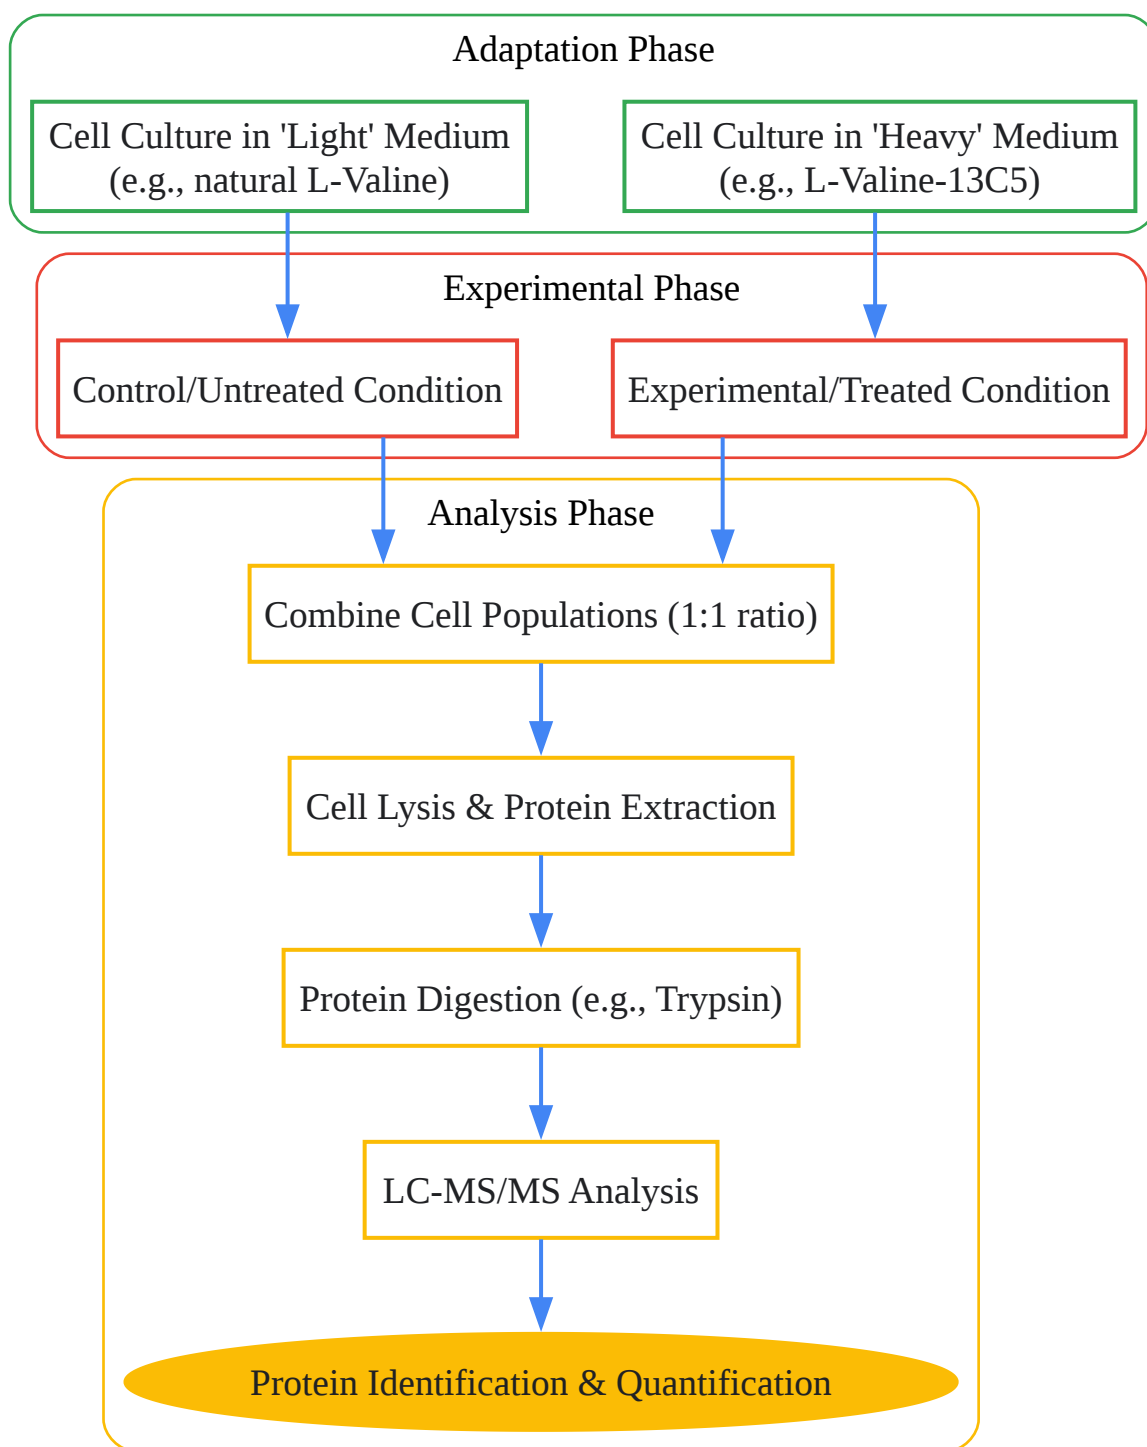 Adaptation Phase
Cell Culture in 'Light' Medium
(e.g., natural L-Valine)
Cell Culture in 'Heavy' Medium
(e.g., L-Valine-13C5)
Experimental Phase
Control/Untreated Condition
Experimental/Treated Condition
Analysis Phase
Combine Cell Populations (1:1 ratio)
Cell Lysis & Protein Extraction
Protein Digestion (e.g., Trypsin)
LC-MS/MS Analysis
Protein Identification & Quantification